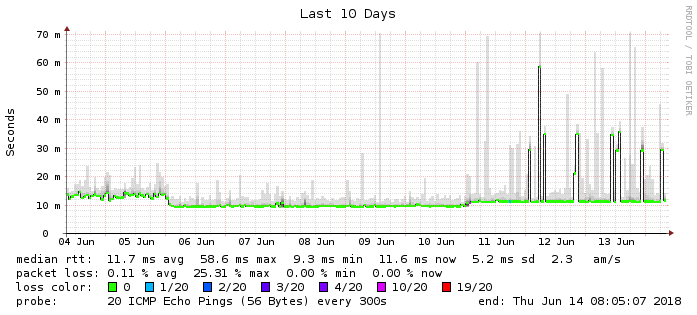 Last 10 Days
RRDTOOL / TOBI OETIKER
Seconds
70 m
60 m
50 m
40 m
30 m
20 m
10 m
0
04 Jun 05 Jun 06 Jun 07 Jun 08 Jun 09 Jun 10 Jun 11 Jun 12 Jun 13 Jun
median rtt: 11.7 ms avg 58.6 ms max 9.3 ms min 11.6 ms now 5.2 ms sd 2.3 am/s
packet loss: 0.11 % avg 25.31 % max 0.00 % min 0.00 % now
loss color: 0 1/20 2/20 3/20 4/20 10/20 19/20
probe: 20 ICMP Echo Pings (56 Bytes) every 300s end: Thu Jun 14 08:05:07 2018